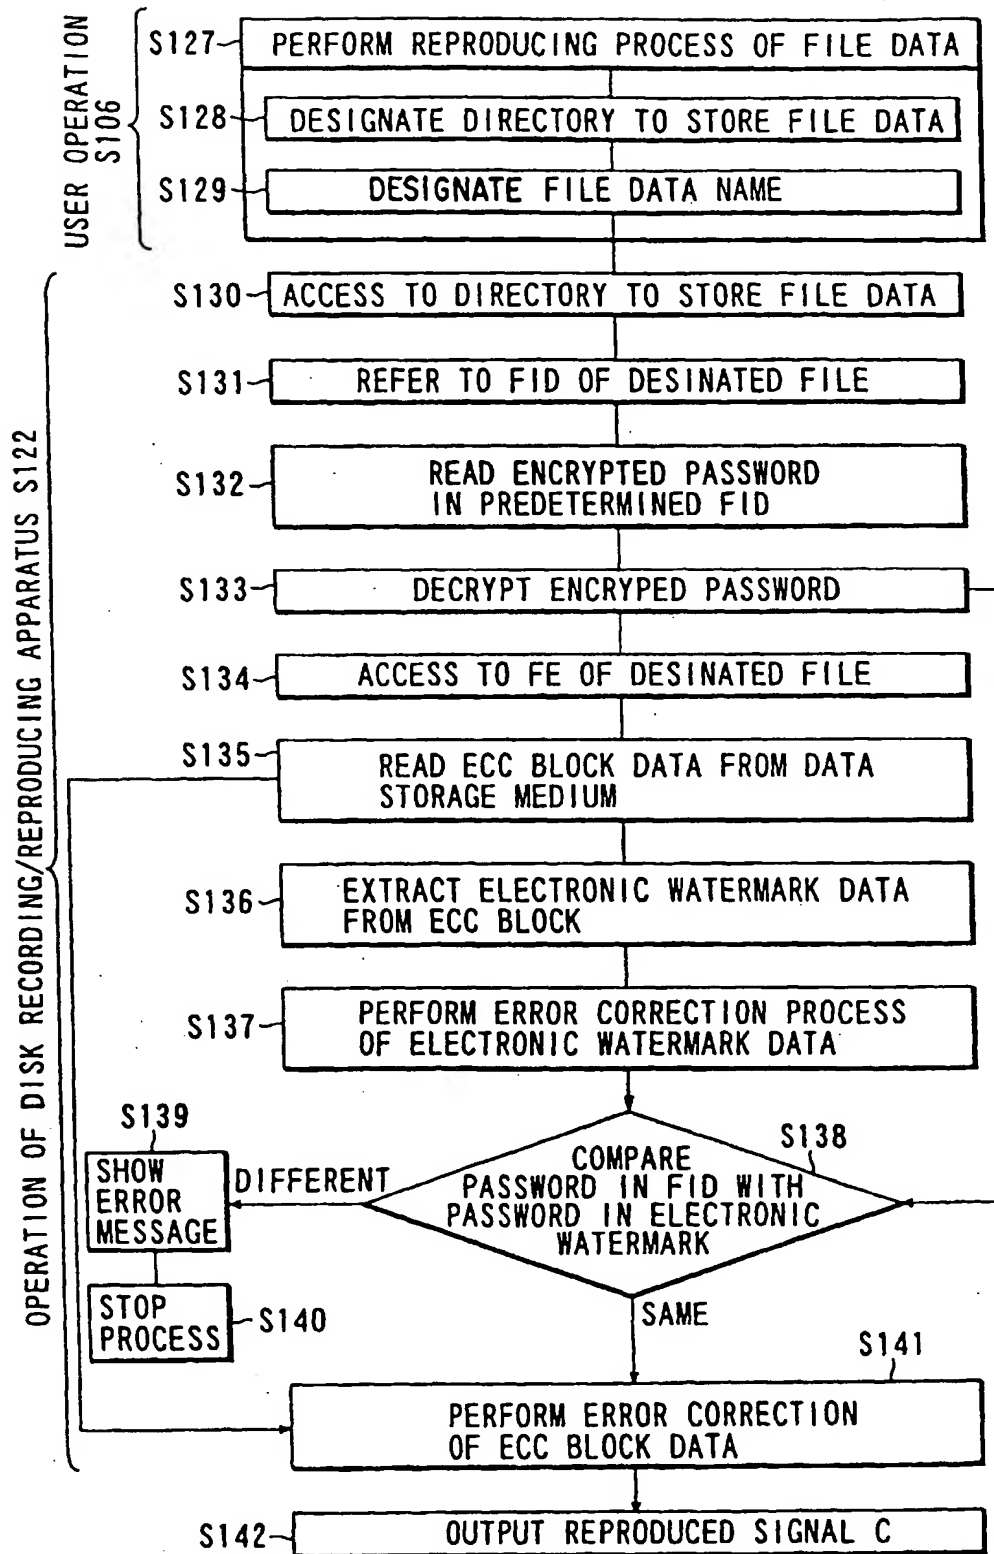 USER OPERATION
S106
S127
PERFORM REPRODUCING PROCESS OF FILE DATA
S128
DESIGNATE DIRECTORY TO STORE FILE DATA
S129
DESIGNATE FILE DATA NAME
OPERATION OF DISK RECORDING/REPRODUCING APPARATUS S122
S130
ACCESS TO DIRECTORY TO STORE FILE DATA
S131
REFER TO FID OF DESINATED FILE
S132
READ ENCRYPTED PASSWORD
IN PREDETERMINED FID
S133
DECRYPT ENCRYPED PASSWORD
S134
ACCESS TO FE OF DESINATED FILE
S135
READ ECC BLOCK DATA FROM DATA
STORAGE MEDIUM
S136
EXTRACT ELECTRONIC WATERMARK DATA
FROM ECC BLOCK
S137
PERFORM ERROR CORRECTION PROCESS
OF ELECTRONIC WATERMARK DATA
S138
COMPARE
PASSWORD IN FID WITH
PASSWORD IN ELECTRONIC
WATERMARK
DIFFERENT
S139
SHOW
ERROR
MESSAGE
STOP
PROCESS
S140
SAME
S141
PERFORM ERROR CORRECTION
OF ECC BLOCK DATA
S142
OUTPUT REPRODUCED SIGNAL C